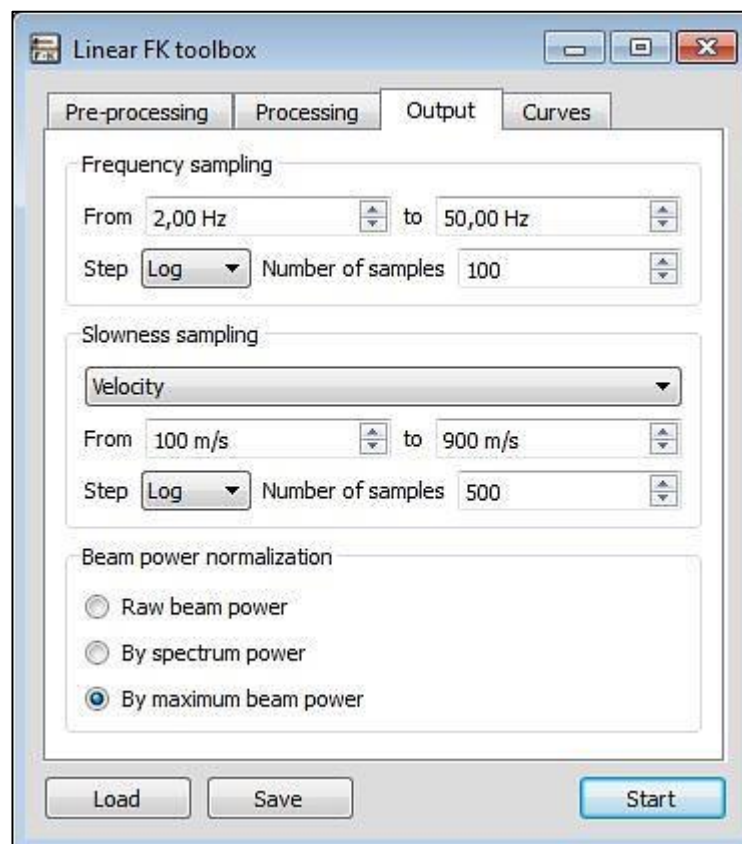 Linear FK toolbox
Pre-processing Processing Output Curves
Frequency sampling
From 2,00 Hz to 50,00 Hz
Step Log Number of samples 100
Slowness sampling
Velocity
From 100 m/s to 900 m/s
Step Log Number of samples 500
Beam power normalization
Raw beam power
By spectrum power
By maximum beam power
Load Save Start